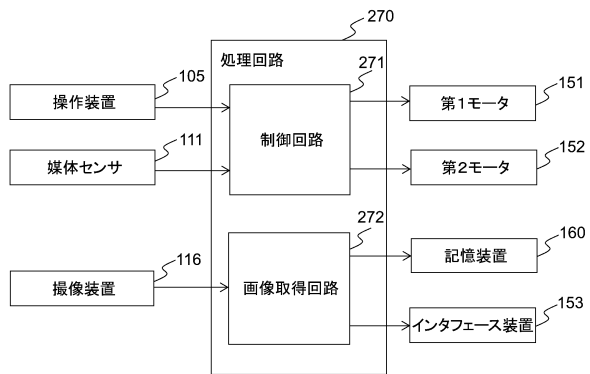 270
処理回路
105
操作装置
271
151
第1モータ
111
媒体センサ
制御回路
152
第2モータ
272
116
撮像装置
画像取得回路
160
記憶装置
153
インタフェース装置